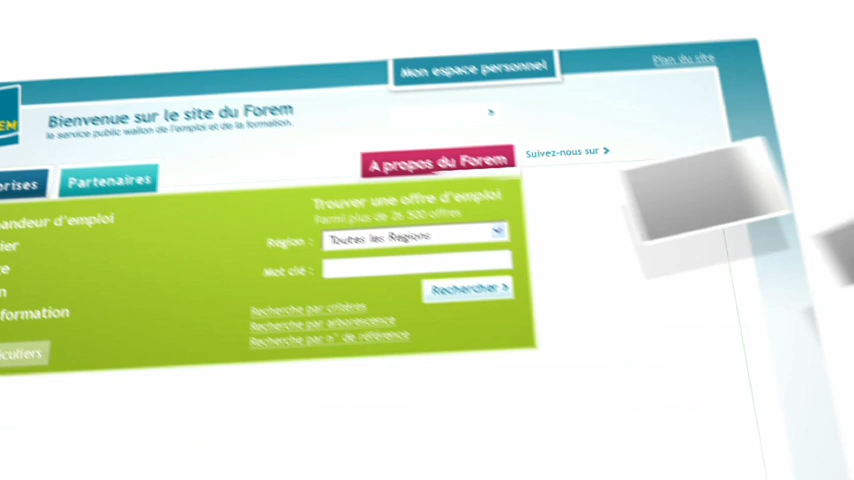 Mon espace personnel
Plan du site
EM
Bienvenue sur le site du Forem
le service public wallon de l'emploi et de la formation.
A propos du Forem
Suivez-nous sur
rises
Partenaires
andeur d'emploi
ier
e
n
formation
culiers
Trouver une offre d'emploi
Parmi plus de 26 500 offres
Région :
Toutes les Régions
Mot clé :
Rechercher
Recherche par critères
Recherche par arborescence
Recherche par n° de référence